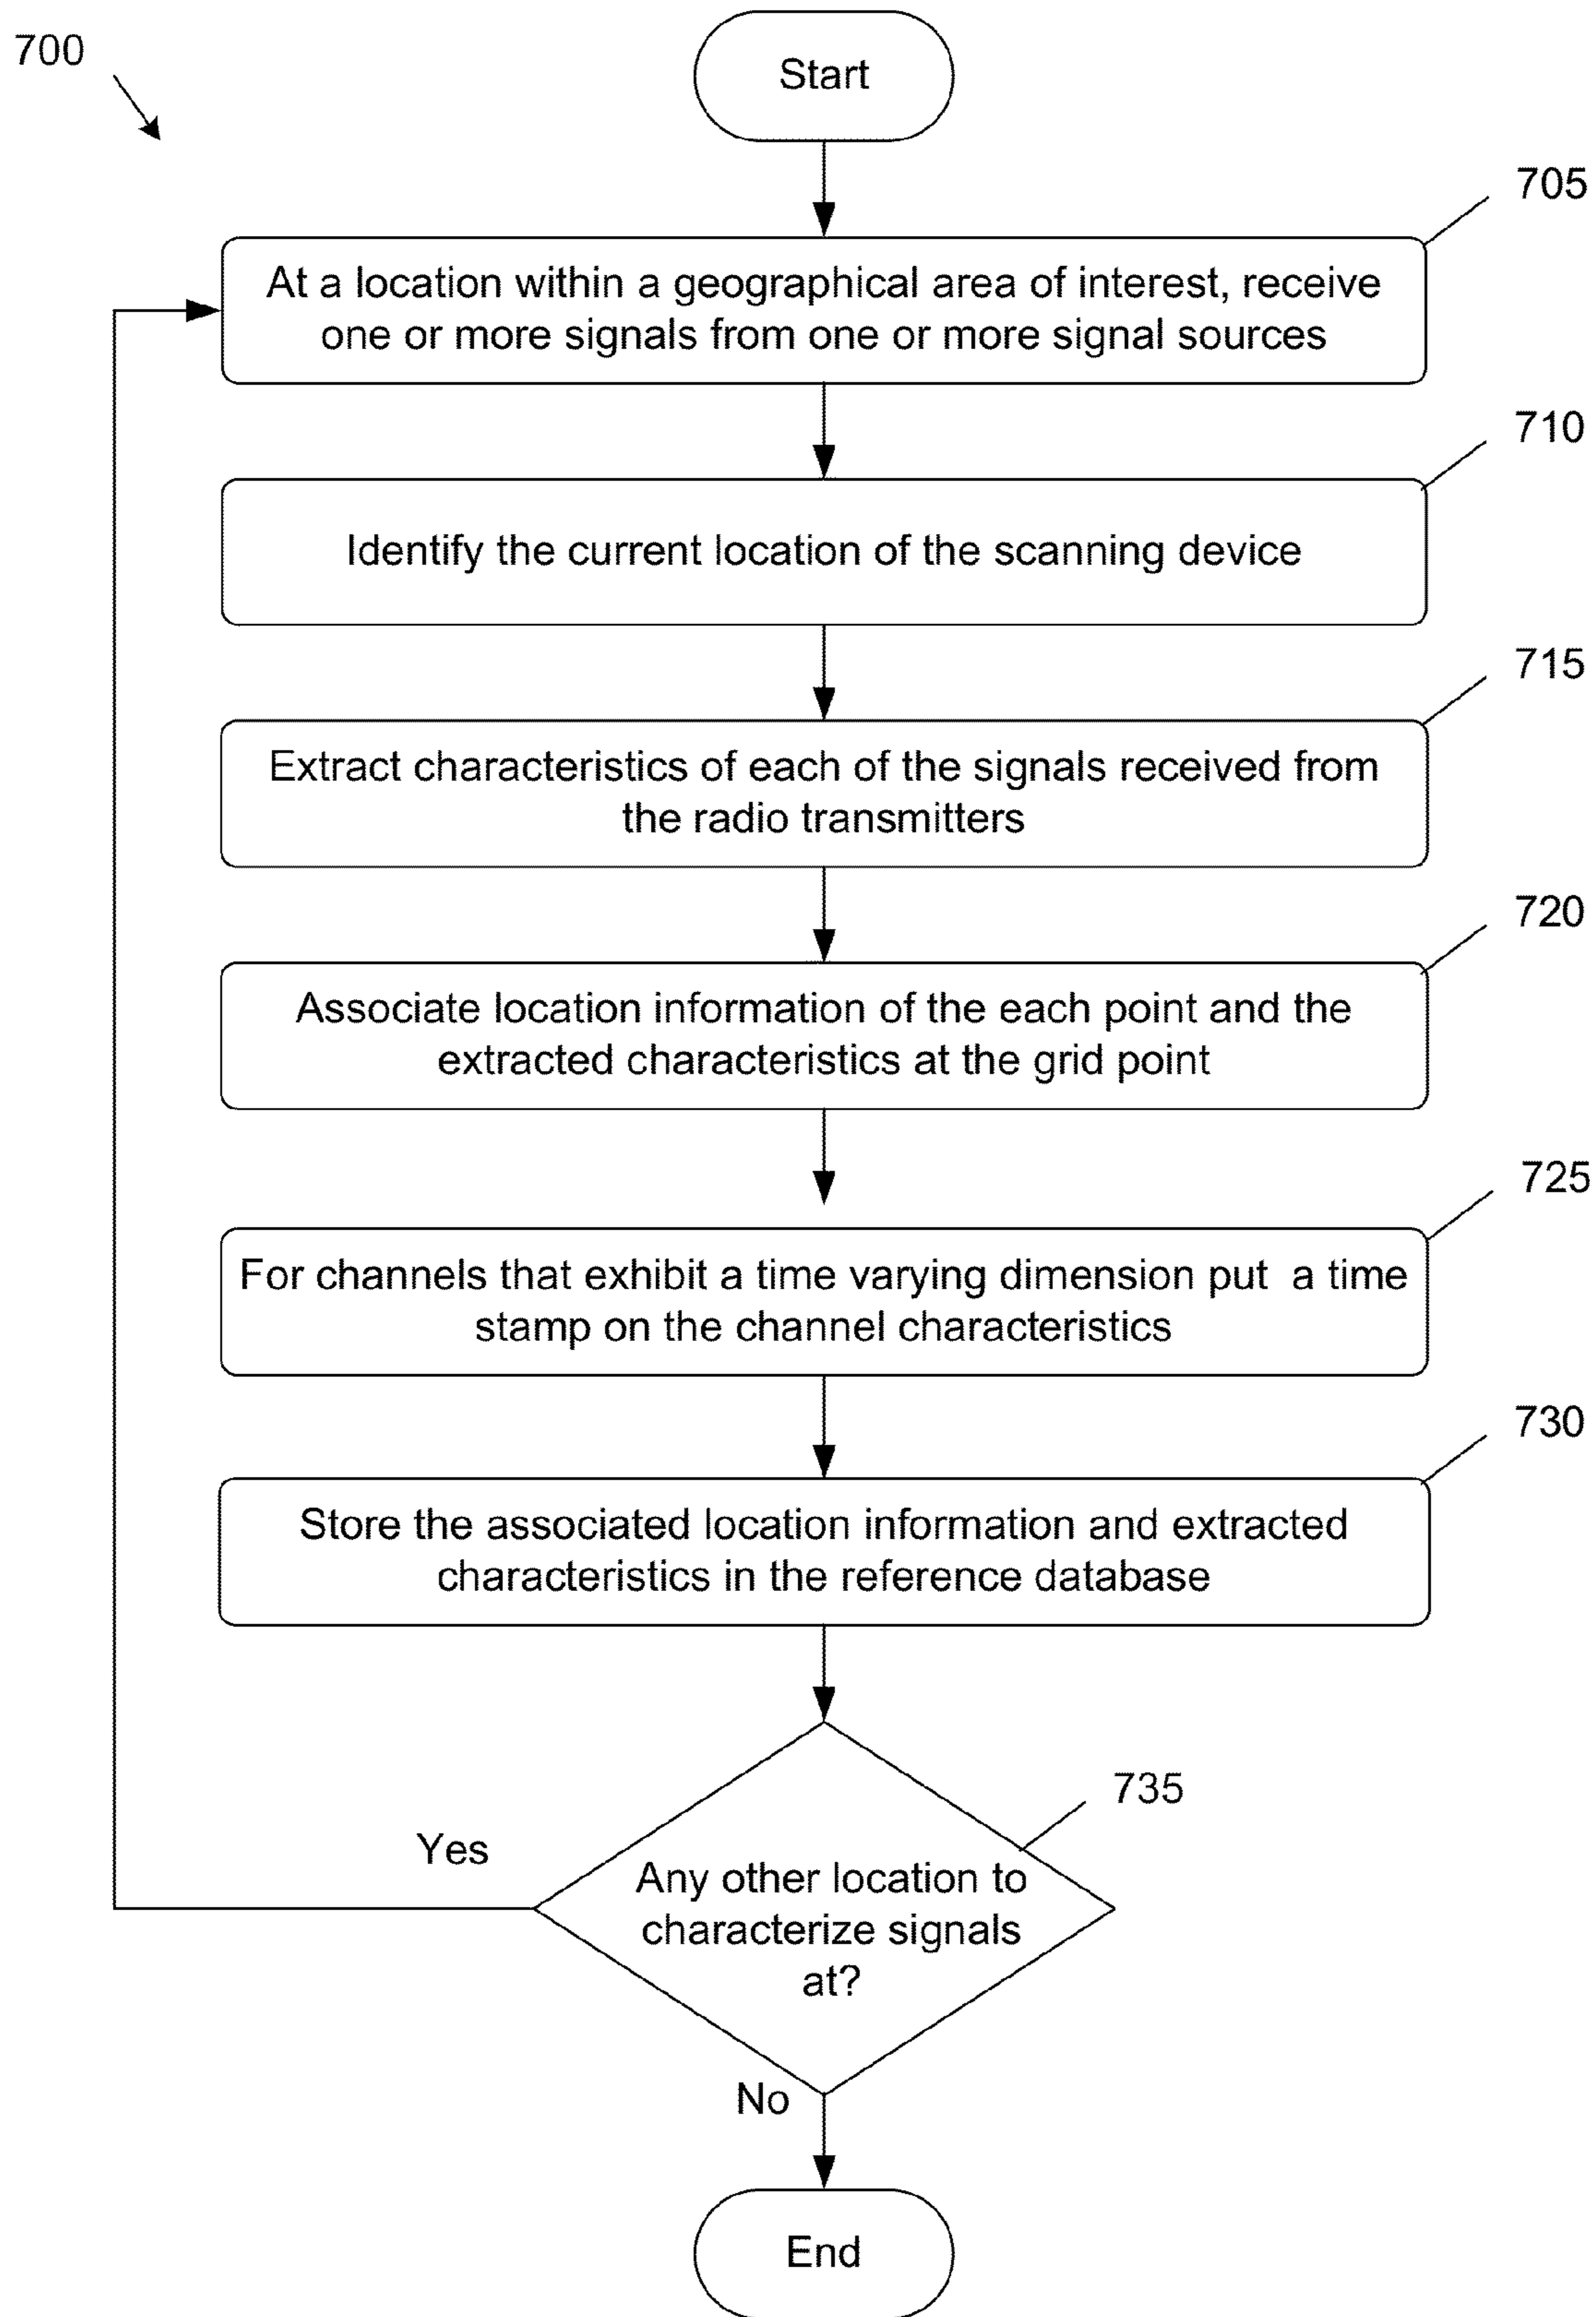 700
Start
705
At a location within a geographical area of interest, receive
one or more signals from one or more signal sources
710
Identify the current location of the scanning device
715
Extract characteristics of each of the signals received from
the radio transmitters
720
Associate location information of the each point and the
extracted characteristics at the grid point
725
For channels that exhibit a time varying dimension put a time
stamp on the channel characteristics
730
Store the associated location information and extracted
characteristics in the reference database
735
Yes
Any other location to
characterize signals
at?
No
End